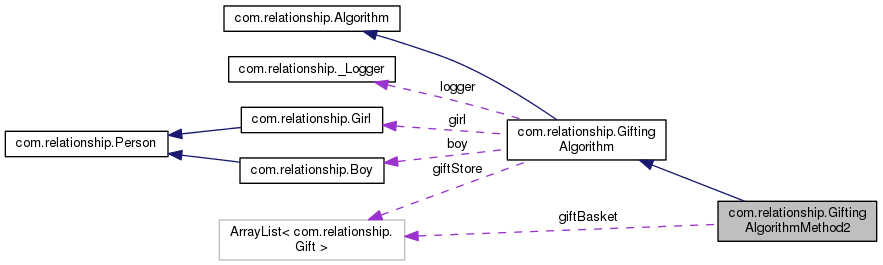 com.relationship.Algorithm
com.relationship._Logger
logger
com.relationship.Girl
girl
com.relationship.Gifting
Algorithm
com.relationship.Person
boy
com.relationship.Boy
giftStore
com.relationship.Gifting
AlgorithmMethod2
giftBasket
ArrayList< com.relationship.
Gift >